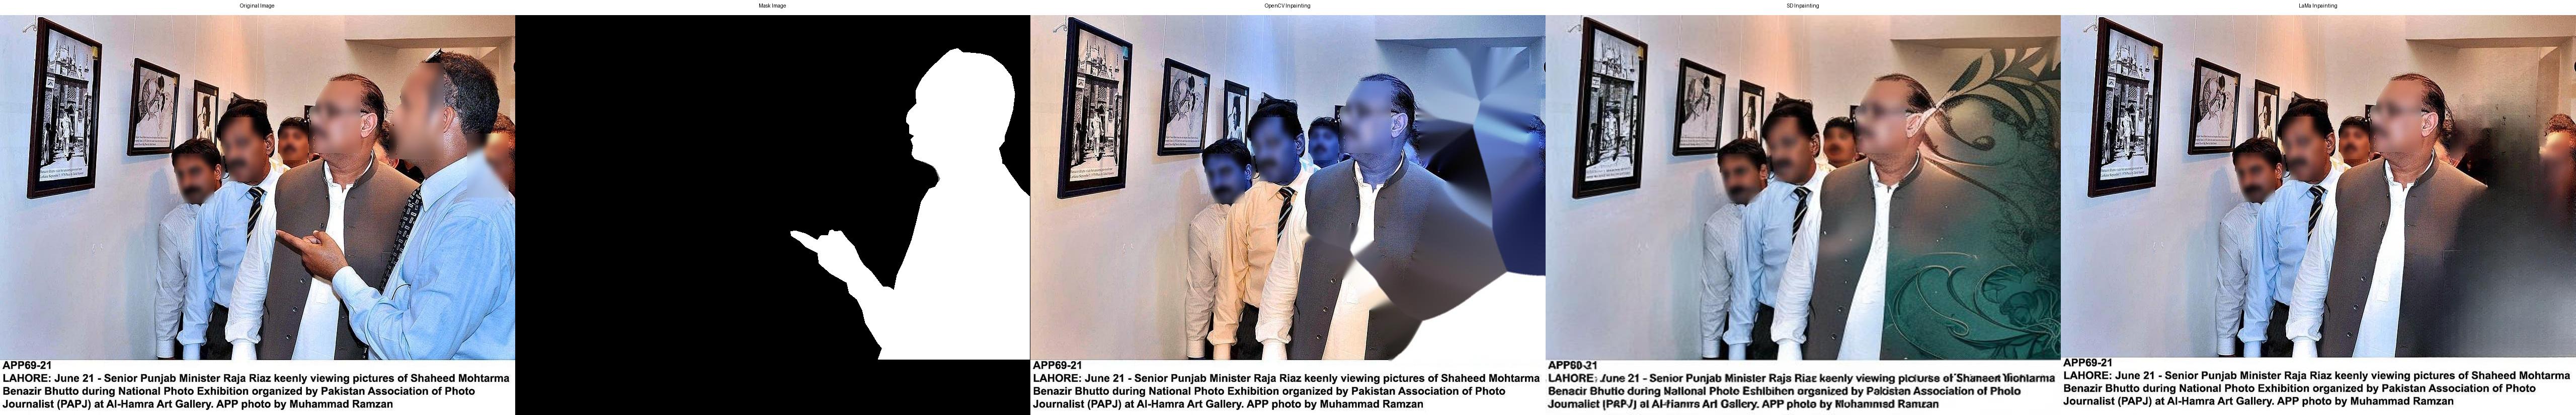 Original Image
Mask Image
OpenCV Inpainting
SD Inpainting
LaMa Inpainting
APP69-21
LAHORE: June 21 - Senior Punjab Minister Raja Riaz keenly viewing pictures of Shaheed Mohtarma
Benazir Bhutto during National Photo Exhibition organized by Pakistan Association of Photo
Journalist (PAPJ) at Al-Hamra Art Gallery. APP photo by Muhammad Ramzan
APP69-21
LAHORE: June 21 - Senior Punjab Minister Raja Riaz keenly viewing pictures of Shaheed Mohtarma
Benazir Bhutto during National Photo Exhibition organized by Pakistan Association of Photo
Journalist (PAPJ) at Al-Hamra Art Gallery. APP photo by Muhammad Ramzan
LAHORE 21 - Senior Punjab Minister Raja Riaz keenly viewing
Bhutto during National Photo organized by Pakistan Association of Photo
at Art Gallery. APP photo by Ramzan
APP69-21
LAHORE: June 21 - Senior Punjab Minister Raja Riaz keenly viewing pictures of Shaheed Mohtarma
Benazir Bhutto during National Photo Exhibition organized by Pakistan Association of Photo
Journalist (PAPJ) at Al-Hamra Art Gallery. APP photo by Muhammad Ramzan